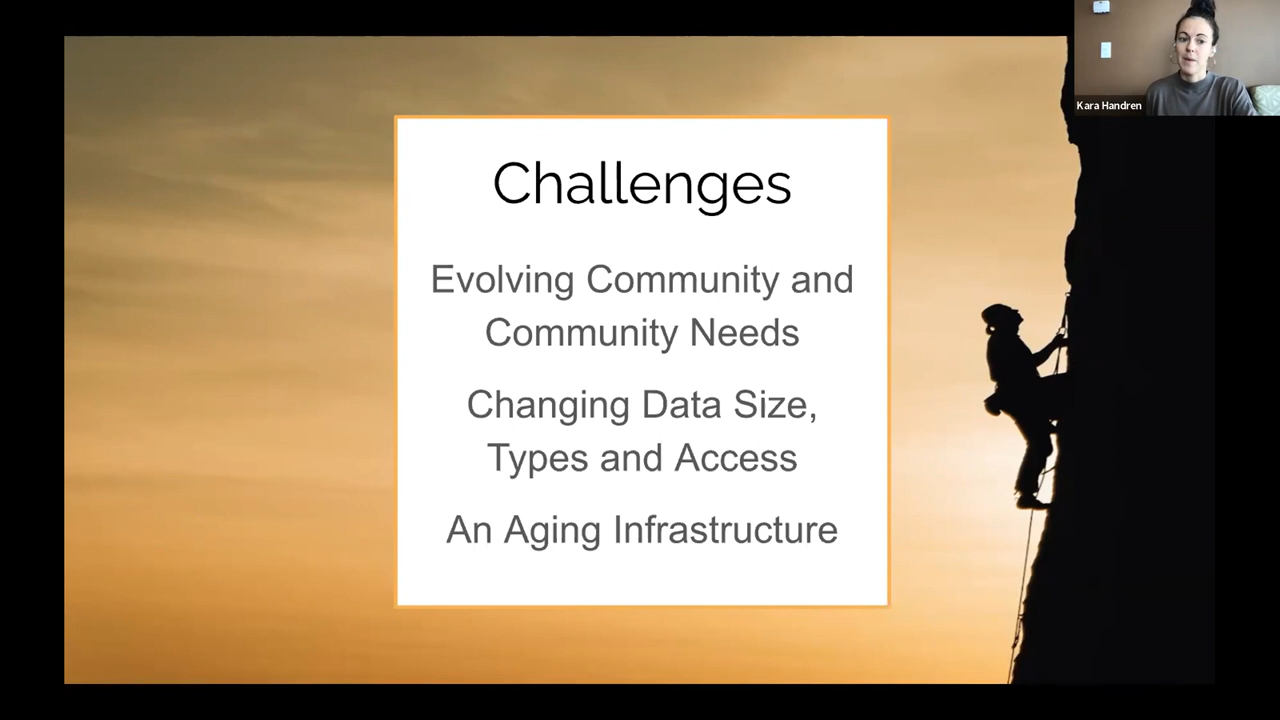 Kara Handren
Challenges
Evolving Community and
Community Needs
Changing Data Size,
Types and Access
An Aging Infrastructure